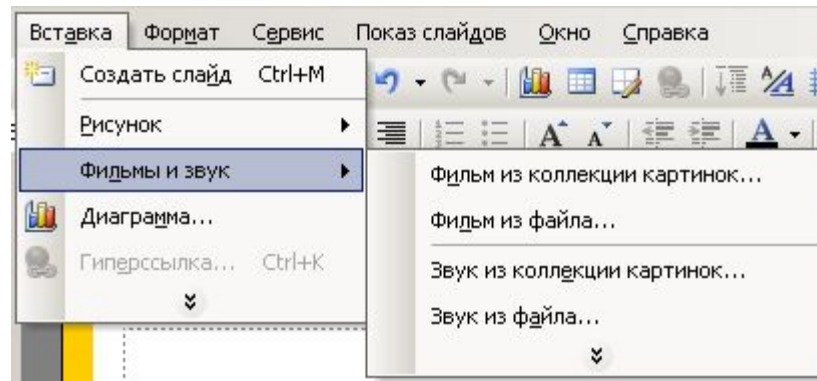 Вставка Формат Сервис Показ слайдов Окно Справка
Создать слайд Ctrl+M
Рисунок
Фильмы и звук
Диаграмма...
Гиперссылка... Ctrl+K
Фильм из коллекции картинок...
Фильм из файла...
Звук из коллекции картинок...
Звук из файла...